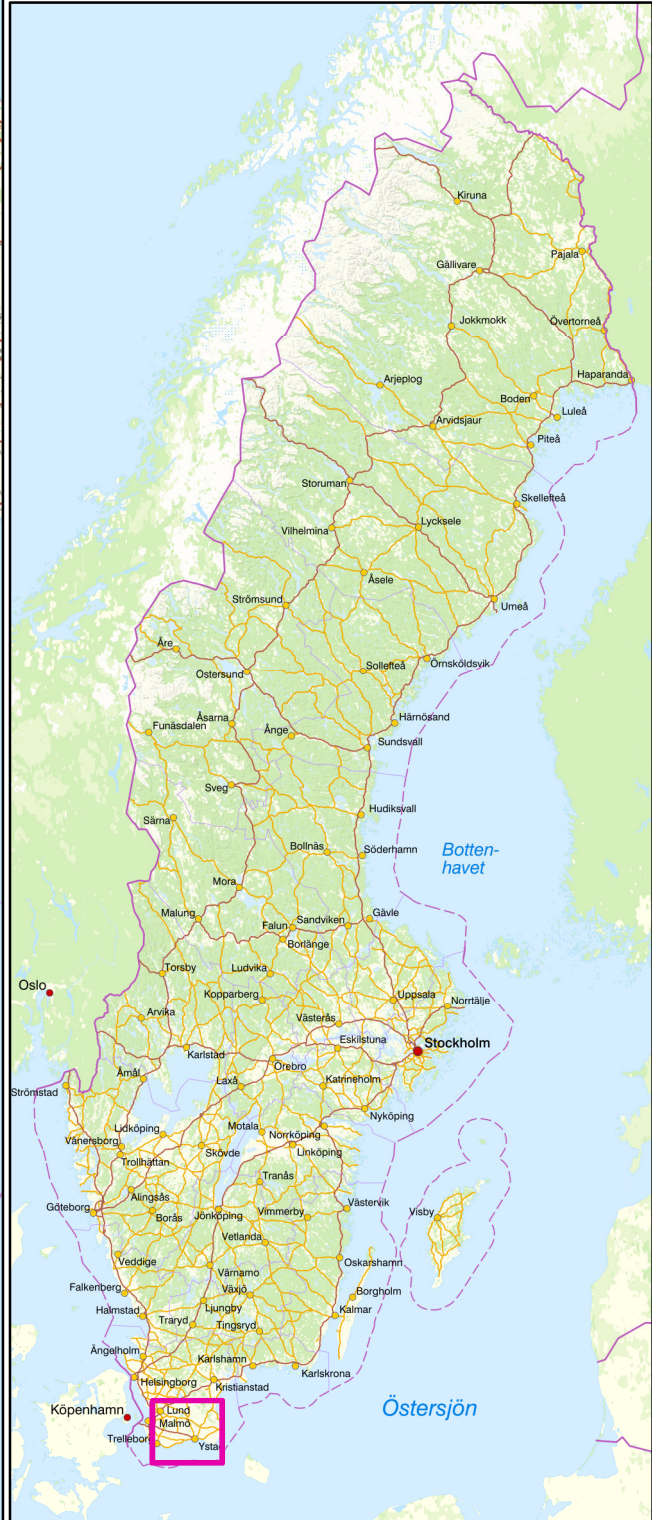 Kiruna
Pajala
Gällivare
Jokkmokk
Övertorneå
Haparanda
Arjeplog
Boden
Luleå
Arvidsjaur
Piteå
Storuman
Skellefteå
Vilhelmina
Lycksele
Åsele
Strömsund
Umeå
Åre
Östersund
Sollefteå
Örnsköldsvik
Åsarna
Funäsdalen
Ånge
Härnösand
Sundsvall
Sveg
Hudiksvall
Särna
Bollnäs
Söderhamn
Botten-
havet
Mora
Malung
Falun
Sandviken
Gävle
Borlänge
Torsby
Ludvika
Oslo
Kopparberg
Uppsala
Norrtälje
Arvika
Västerås
Eskilstuna
Stockholm
Karlstad
Örebro
Åmål
Laxå
Katrineholm
Strömstad
Nyköping
Lidköping
Motala
Norrköping
Vänersborg
Skövde
Linköping
Trollhättan
Tranås
Alingsås
Göteborg
Borås
Jönköping
Vimmerby
Västervik
Visby
Vetlanda
Veddige
Oskarshamn
Värnamo
Falkenberg
Växjö
Borgholm
Halmstad
Ljungby
Kalmar
Traryd
Tingsryd
Ängelholm
Karlshamn
Karlskrona
Helsingborg
Kristianstad
Köpenhamn
Lund
Malmö
Östersjön
Trelleborg
Ystad